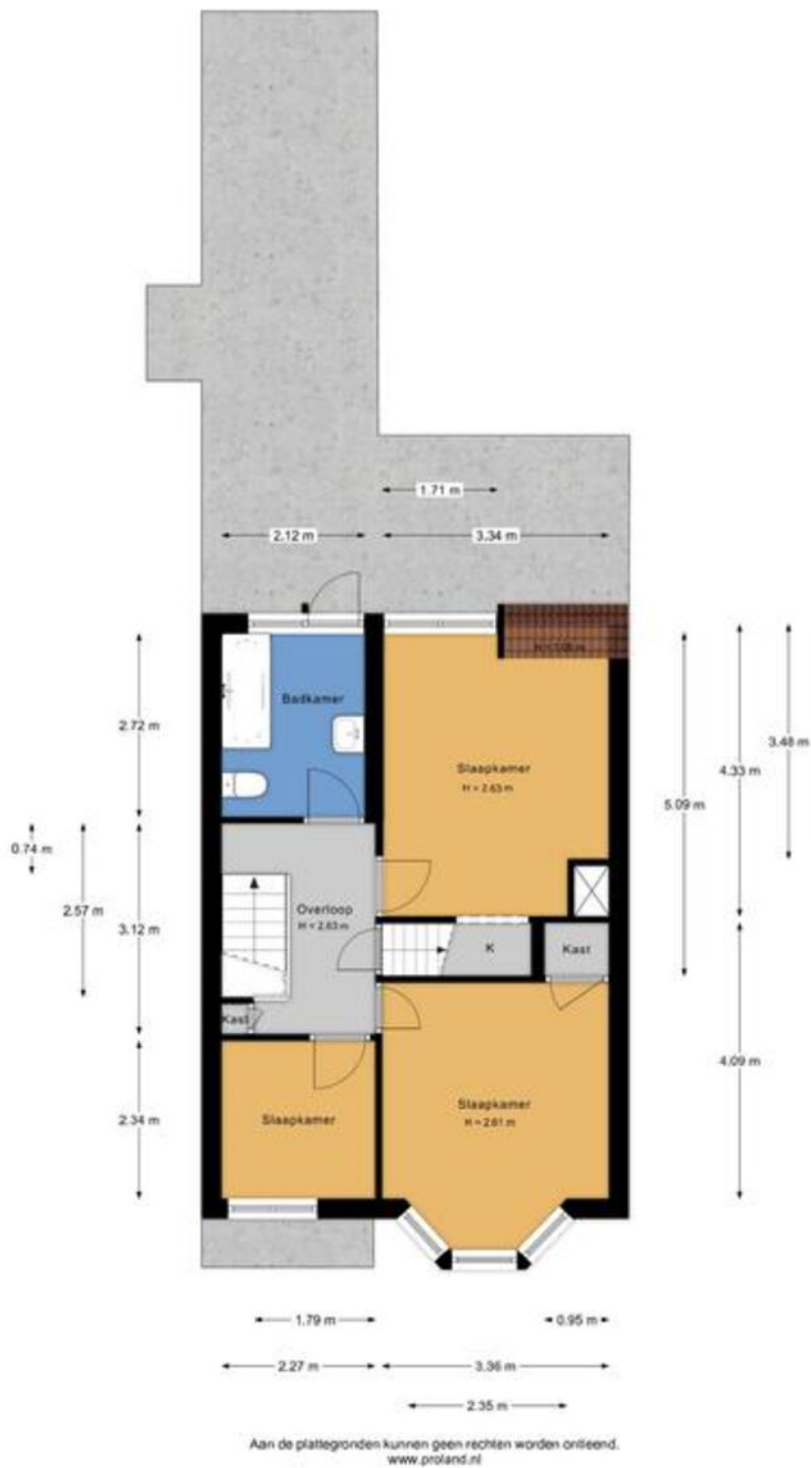 1.71 m
2.12 m
3.34 m
Badkamer
2.72 m
Slaapkamer
H = 2.63 m
3.48 m
4.33 m
5.09 m
0.74 m
2.57 m
3.12 m
Overloop
H = 2.63 m
K
Kast
Kast
4.09 m
2.34 m
Slaapkamer
Slaapkamer
H = 2.61 m
1.79 m
0.95 m
2.27 m
3.36 m
2.35 m
Aan de plattegronden kunnen geen rechten worden ontleend.
www.proland.nl